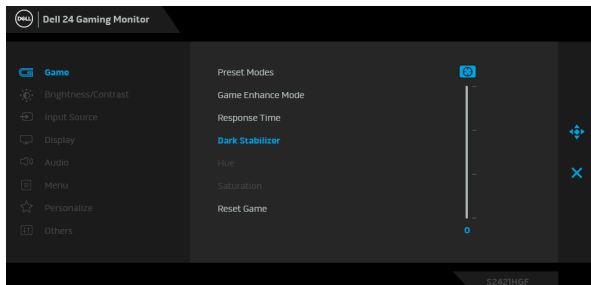 DELL
Dell 24 Gaming Monitor
Game
Brightness/Contrast
Input Source
Display
Audio
Menu
Personalize
Others
Preset Modes
Game Enhance Mode
Response Time
Dark Stabilizer
Hue
Saturation
Reset Game
0
S2421HGF